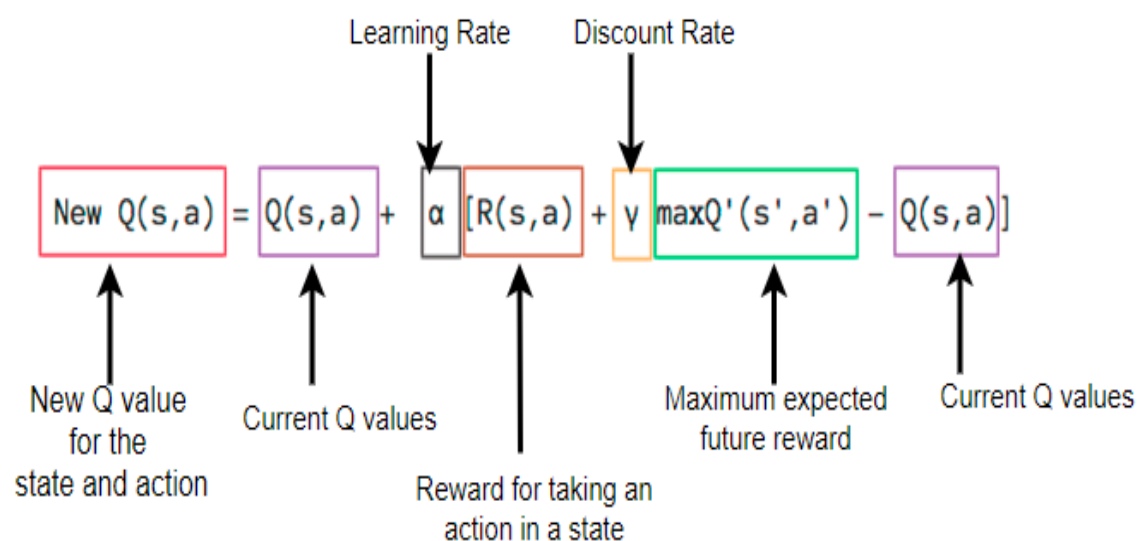 Learning Rate
Discount Rate
New Q(s,a) = Q(s,a) + α [R(s,a) + γ maxQ'(s',a') − Q(s,a)]
New Q value
for the
state and action
Current Q values
Reward for taking an
action in a state
Maximum expected
future reward
Current Q values